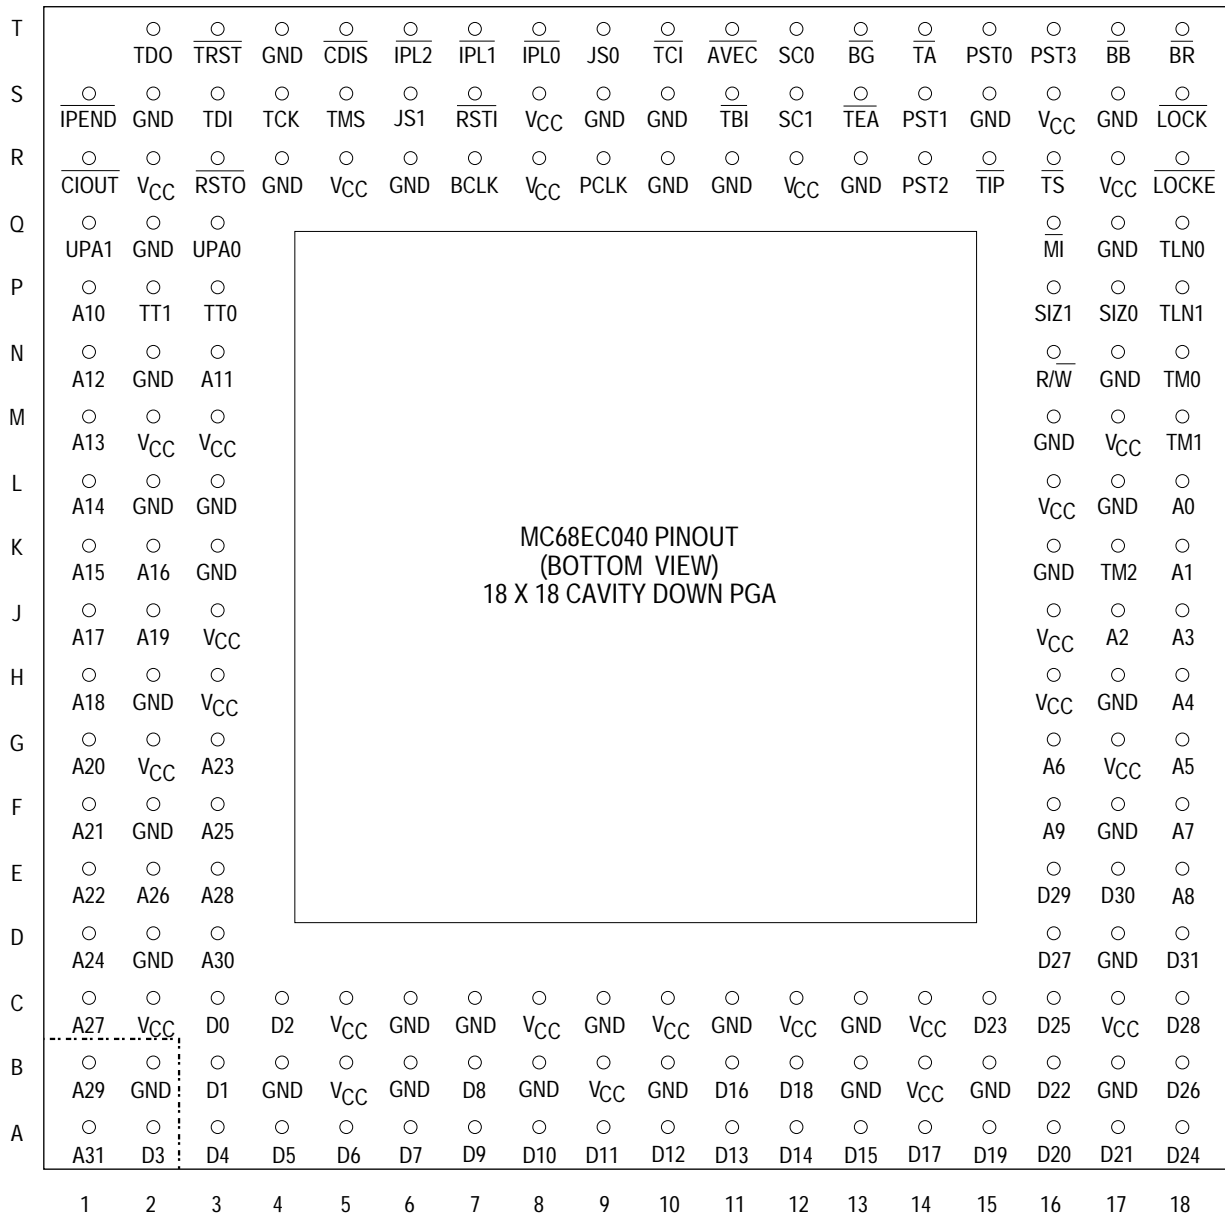 T
TDO TRST GND CDIS IPL2 IPL1 IPL0 JS0 TCI AVEC SC0 BG TA PST0 PST3 BB BR
S
IPEND GND TDI TCK TMS JS1 RSTI VCC GND GND TBI SC1 TEA PST1 GND VCC GND LOCK
R
CIOUT VCC RSTO GND VCC GND BCLK VCC PCLK GND GND VCC GND PST2 TIP TS VCC LOCKE
Q
UPA1 GND UPA0 MI GND TLN0
P
A10 TT1 TT0 SIZ1 SIZ0 TLN1
N
A12 GND A11 R/W GND TM0
M
A13 VCC VCC GND VCC TM1
L
A14 GND GND VCC GND A0
MC68EC040 PINOUT
(BOTTOM VIEW)
18 X 18 CAVITY DOWN PGA
K
A15 A16 GND GND TM2 A1
J
A17 A19 VCC VCC A2 A3
H
A18 GND VCC VCC GND A4
G
A20 VCC A23 A6 VCC A5
F
A21 GND A25 A9 GND A7
E
A22 A26 A28 D29 D30 A8
D
A24 GND A30 D27 GND D31
C
A27 VCC D0 D2 VCC GND GND VCC GND VCC GND VCC GND VCC D23 D25 VCC D28
B
A29 GND D1 GND VCC GND D8 GND VCC GND D16 D18 GND VCC GND D22 GND D26
A
A31 D3 D4 D5 D6 D7 D9 D10 D11 D12 D13 D14 D15 D17 D19 D20 D21 D24
1 2 3 4 5 6 7 8 9 10 11 12 13 14 15 16 17 18